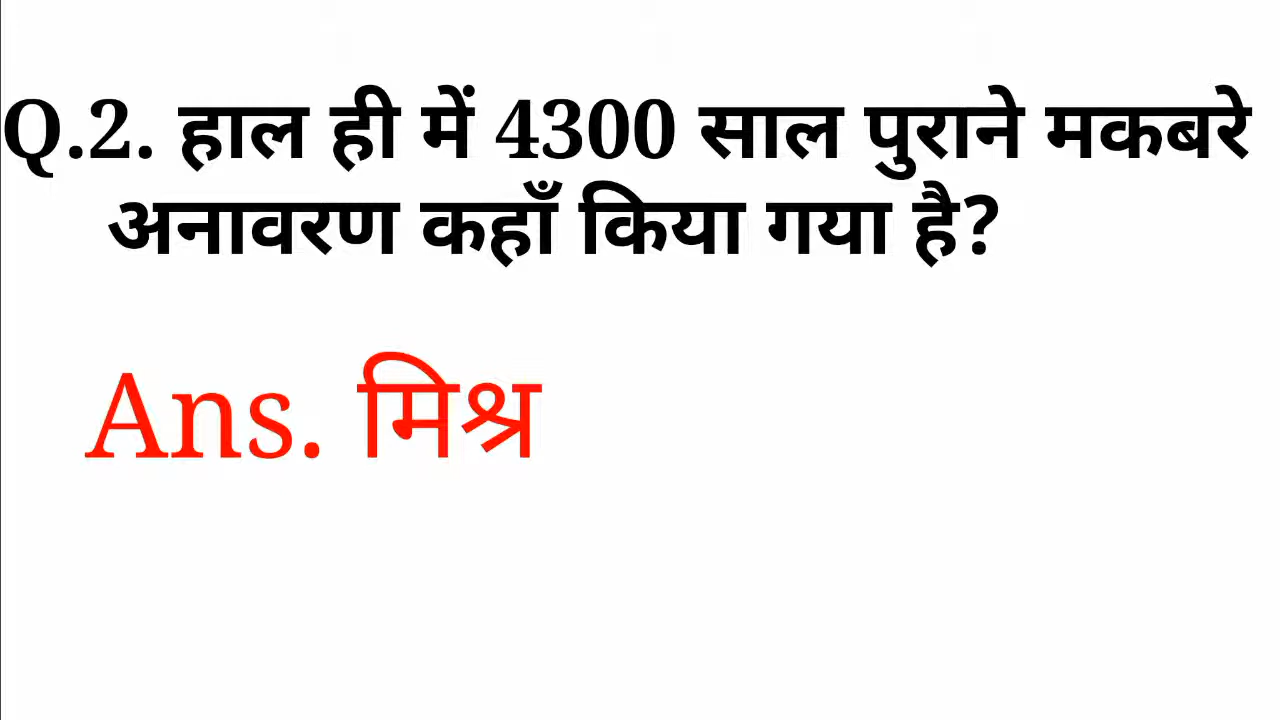 Q.2. हाल ही में 4300 साल पुराने मकबरे
अनावरण कहाँ किया गया है?
Ans. मिश्र